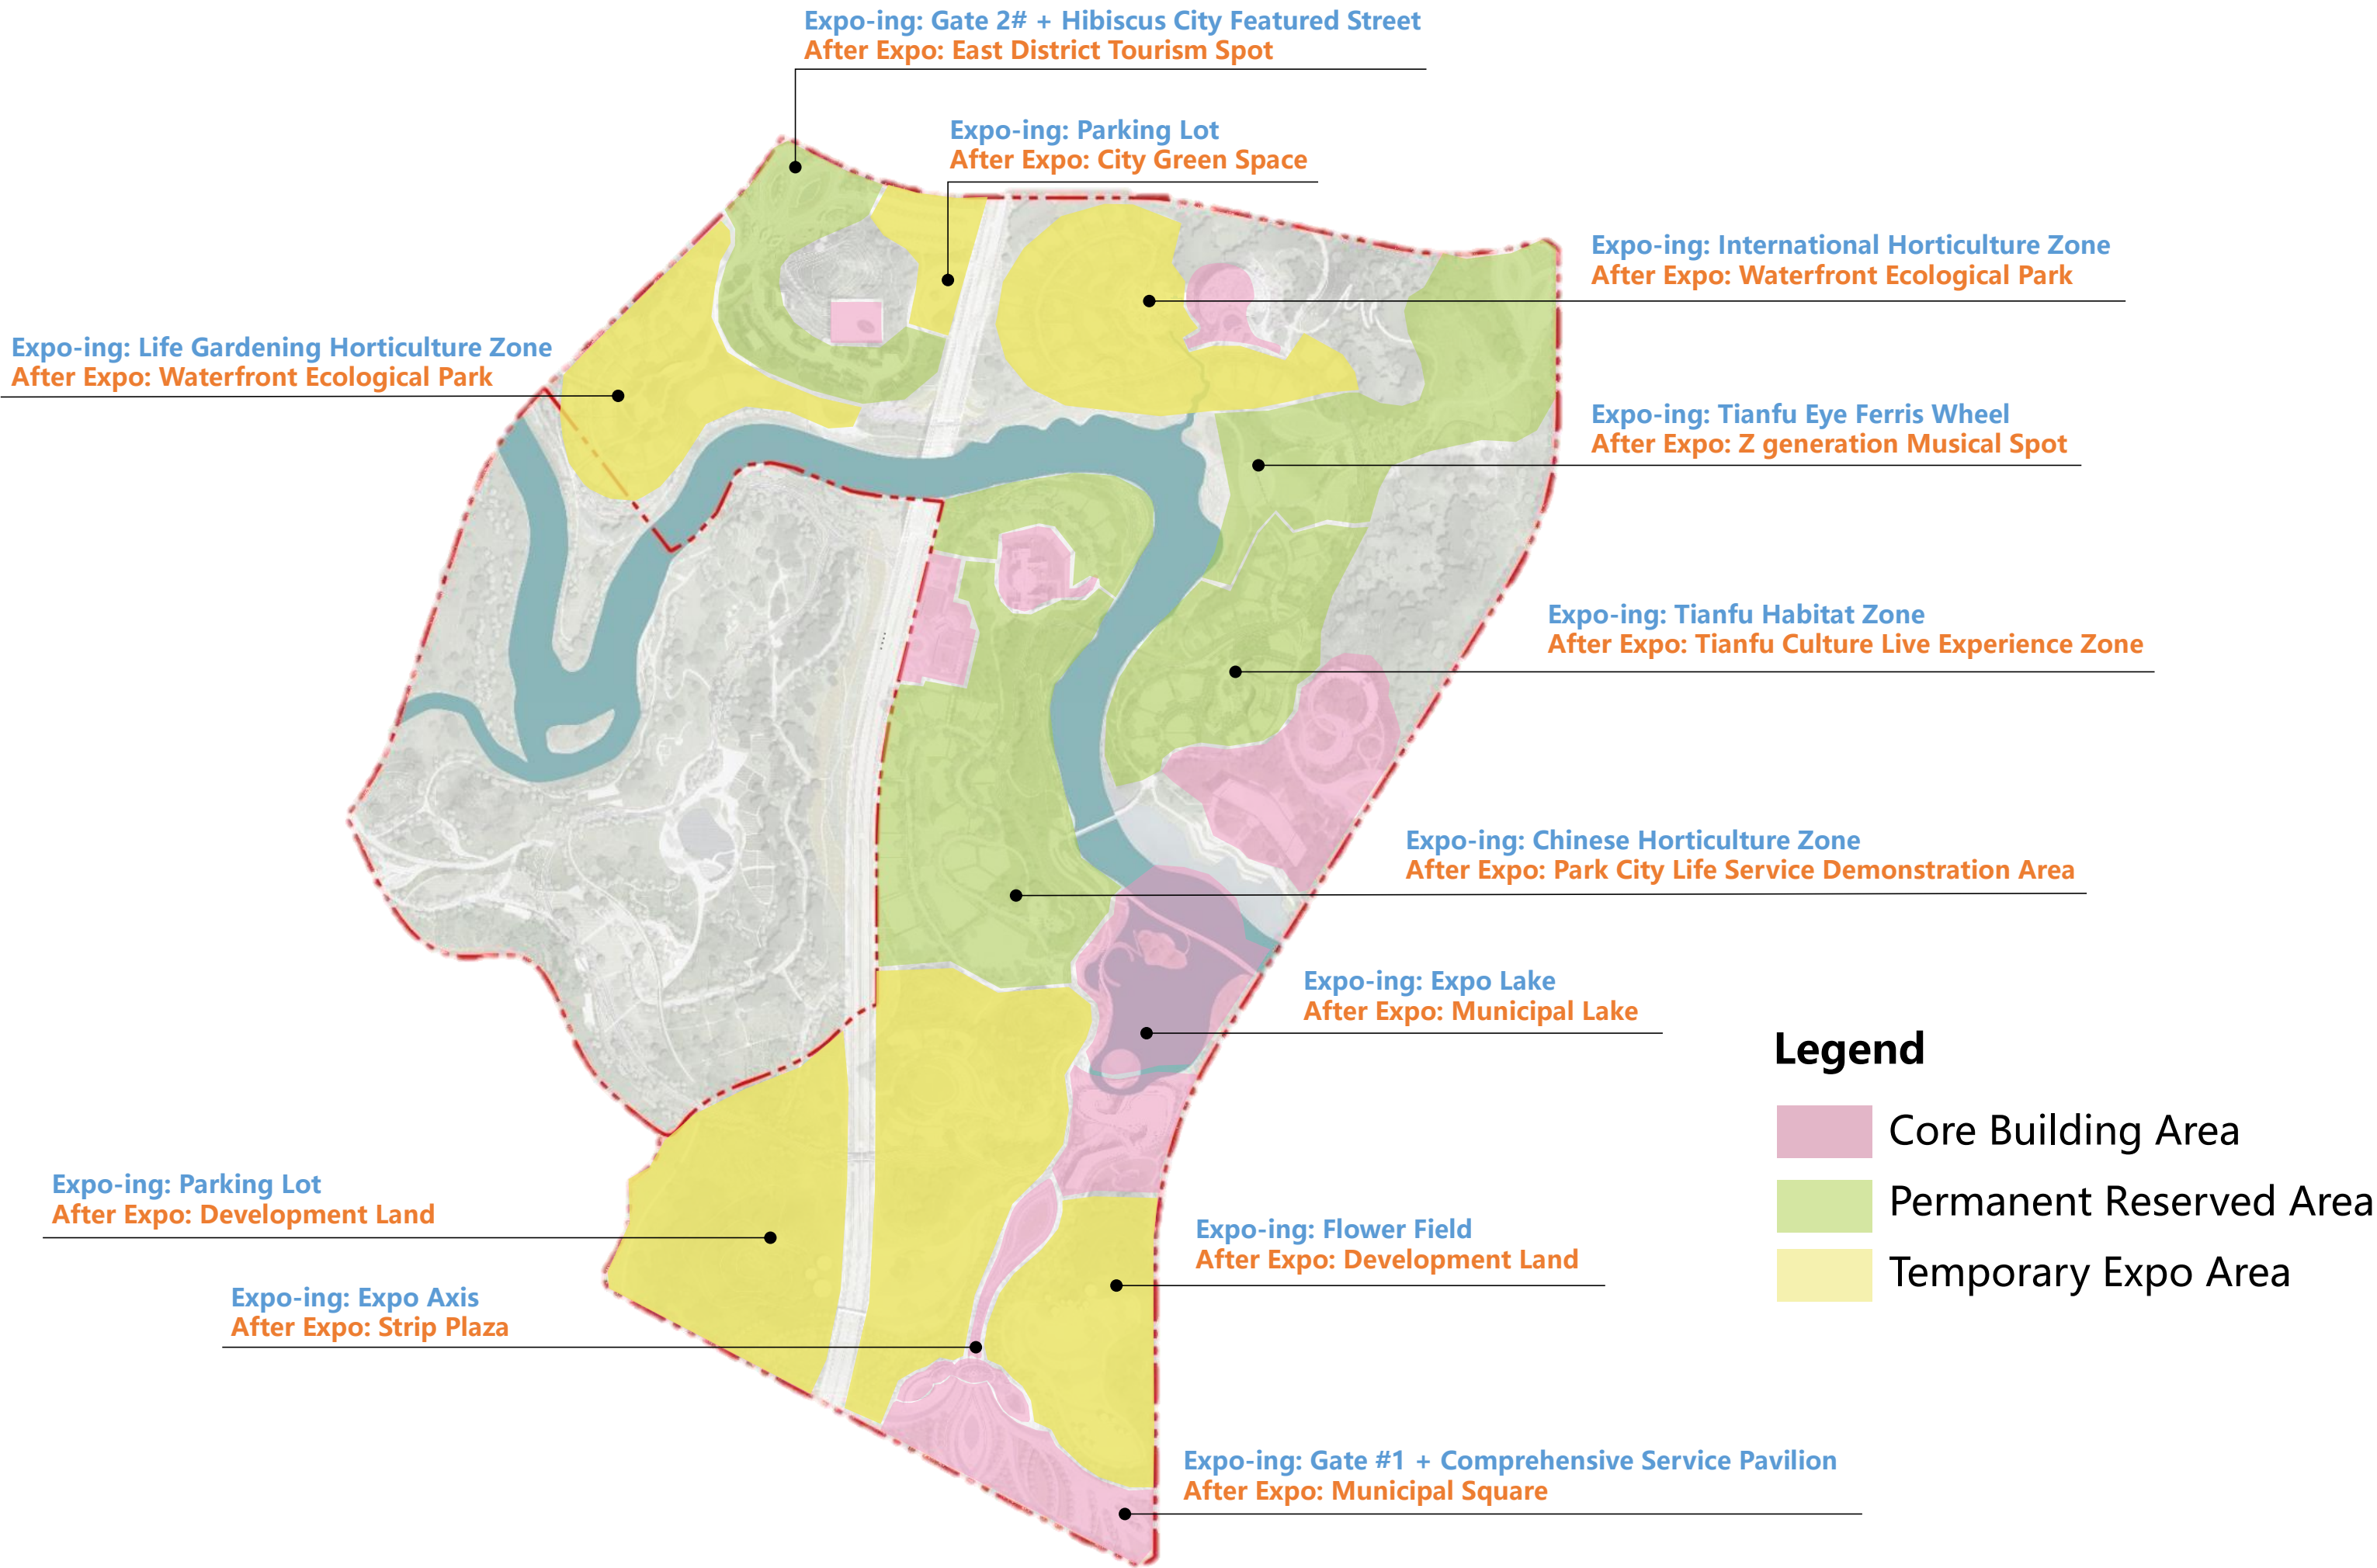 Expo-ing: Gate 2# + Hibiscus City Featured Street
After Expo: East District Tourism Spot
Expo-ing: Parking Lot
After Expo: City Green Space
Expo-ing: International Horticulture Zone
After Expo: Waterfront Ecological Park
Expo-ing: Life Gardening Horticulture Zone
After Expo: Waterfront Ecological Park
Expo-ing: Tianfu Eye Ferris Wheel
After Expo: Z generation Musical Spot
Expo-ing: Tianfu Habitat Zone
After Expo: Tianfu Culture Live Experience Zone
Expo-ing: Chinese Horticulture Zone
After Expo: Park City Life Service Demonstration Area
Expo-ing: Expo Lake
After Expo: Municipal Lake
Legend
Core Building Area
Permanent Reserved Area
Temporary Expo Area
Expo-ing: Parking Lot
After Expo: Development Land
Expo-ing: Flower Field
After Expo: Development Land
Expo-ing: Expo Axis
After Expo: Strip Plaza
Expo-ing: Gate #1 + Comprehensive Service Pavilion
After Expo: Municipal Square